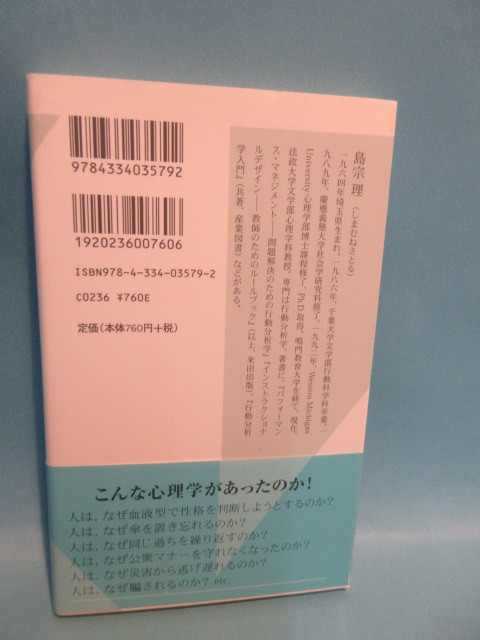 9784334035792
1920236007606
ISBN978-4-334-03579-2
C0236 ¥760E
定価(本体760円+税)
島宗 理(しまむねさとる)
一九六四年埼玉県生まれ。一九八六年、千葉大学文学部行動科学科卒業。一
九八九年、慶應義塾大学社会学研究科修了。一九九二年、Western Michigan
University心理学部博士課程修了。Ph.D.取得。鳴門教育大学を経て、現在、
法政大学文学部心理学科教授。専門は行動分析学。著書に、『パフォーマン
ス・マネジメント――問題解決のための行動分析学』『インストラクショナ
ルデザイン――教師のためのルールブック』(以上、米田出版)、『行動分析
学入門』(共著、産業図書)などがある。
こんな心理学があったのか!
人は、なぜ血液型で性格を判断しようとするのか?
人は、なぜ傘を置き忘れるのか?
人は、なぜ同じ過ちを繰り返すのか?
人は、なぜ公衆マナーを守れなくなったのか?
人は、なぜ災害から逃げ遅れるのか?
人は、なぜ騙されるのか? etc.